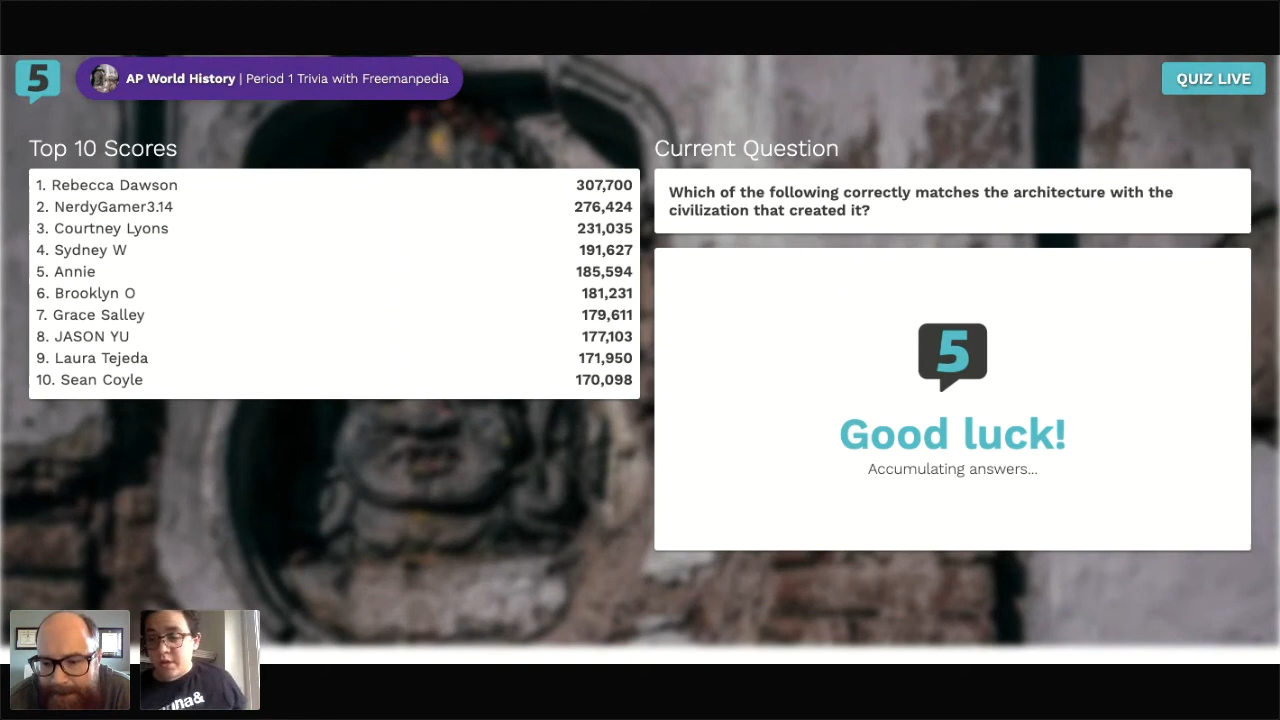 5
AP World History | Period 1 Trivia with Freemanpedia
QUIZ LIVE
Top 10 Scores
1. Rebecca Dawson 307,700
2. NerdyGamer3.14 276,424
3. Courtney Lyons 231,035
4. Sydney W 191,627
5. Annie 185,594
6. Brooklyn O 181,231
7. Grace Salley 179,611
8. JASON YU 177,103
9. Laura Tejeda 171,950
10. Sean Coyle 170,098
Current Question
Which of the following correctly matches the architecture with the
civilization that created it?
5
Good luck!
Accumulating answers...